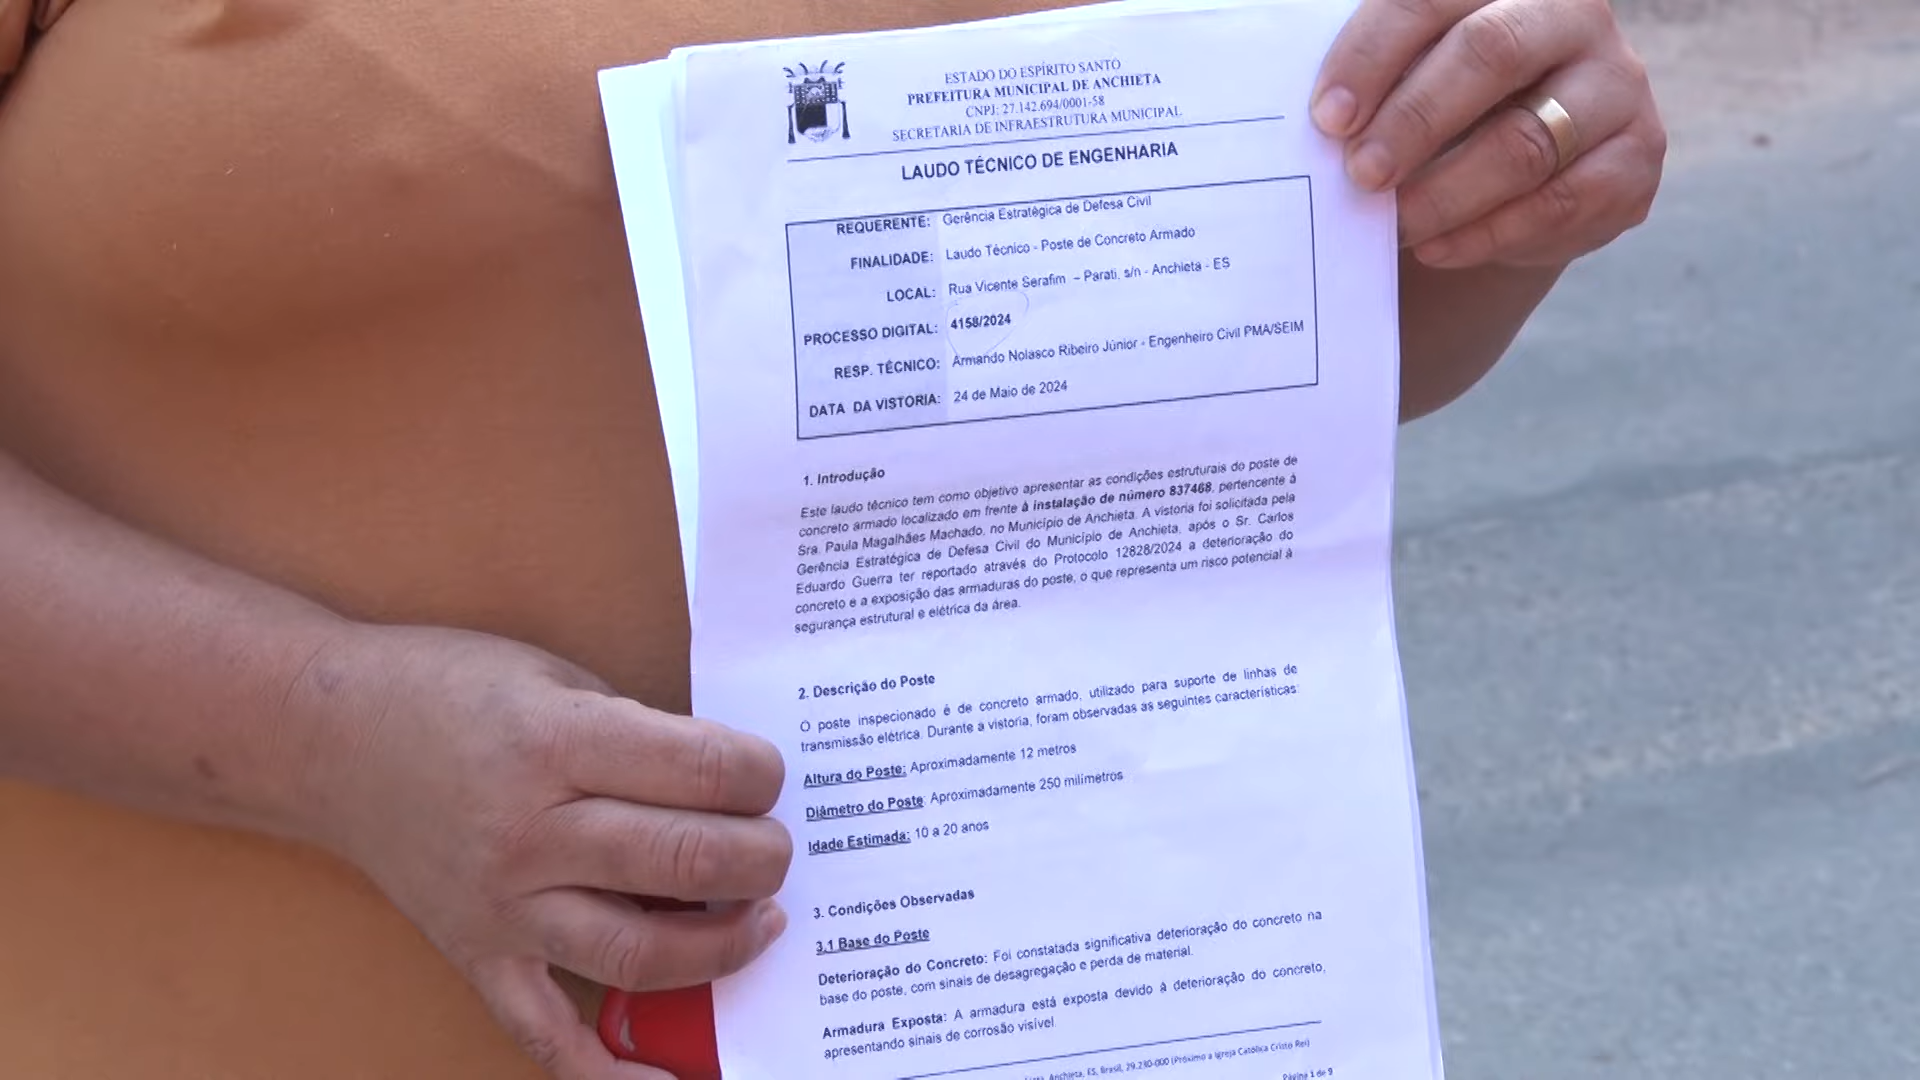 ESTADO DO ESPÍRITO SANTO
PREFEITURA MUNICIPAL DE ANCHIETA
CNPJ: 27.142.694/0001-58
SECRETARIA DE INFRAESTRUTURA MUNICIPAL
LAUDO TÉCNICO DE ENGENHARIA
REQUERENTE: Gerência Estratégica de Defesa Civil
FINALIDADE: Laudo Técnico - Poste de Concreto Armado
LOCAL: Rua Vicente Serafim – Parati, s/n - Anchieta - ES
PROCESSO DIGITAL: 4158/2024
RESP. TÉCNICO: Armando Nolasco Ribeiro Júnior - Engenheiro Civil PMA/SEIM
DATA DA VISTORIA: 24 de Maio de 2024
1. Introdução
Este laudo técnico tem como objetivo apresentar as condições estruturais do poste de
concreto armado localizado em frente à instalação de número 837468, pertencente à
Sra. Paula Magalhães Machado, no Município de Anchieta. A vistoria foi solicitada pela
Gerência Estratégica de Defesa Civil do Município de Anchieta, após o Sr. Carlos
Eduardo Guerra ter reportado através do Protocolo 12828/2024 a deterioração do
concreto e a exposição das armaduras do poste, o que representa um risco potencial à
segurança estrutural e elétrica da área.
2. Descrição do Poste
O poste inspecionado é de concreto armado, utilizado para suporte de linhas de
transmissão elétrica. Durante a vistoria, foram observadas as seguintes características:
Altura do Poste: Aproximadamente 12 metros
Diâmetro do Poste: Aproximadamente 250 milímetros
Idade Estimada: 10 a 20 anos
3. Condições Observadas
3.1 Base do Poste
Deterioração do Concreto: Foi constatada significativa deterioração do concreto na
base do poste, com sinais de desagregação e perda de material.
Armadura Exposta: A armadura está exposta devido à deterioração do concreto,
apresentando sinais de corrosão visível.
Anchieta, ES, Brasil, 29.230-000 (Próximo a Igreja Católica Cristo Rei)
Página 1 de 9